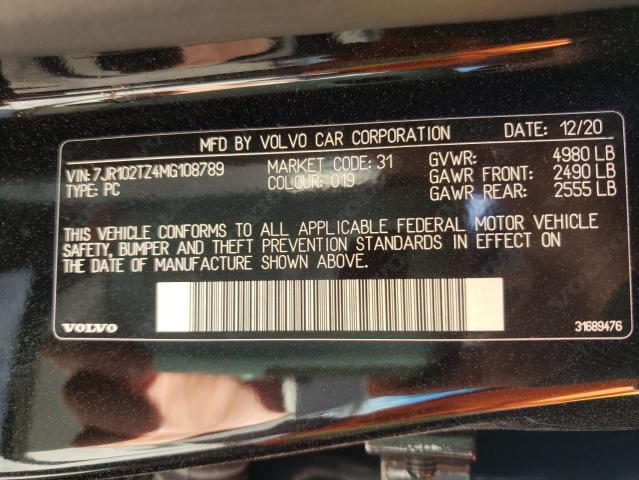 MFD BY VOLVO CAR CORPORATION DATE: 12/20
VIN: 7JR102TZ4MG108789 MARKET CODE: 31 GVWR: 4980 LB
TYPE: PC COLOUR: 019 GAWR FRONT: 2490 LB
GAWR REAR: 2555 LB
THIS VEHICLE CONFORMS TO ALL APPLICABLE FEDERAL MOTOR VEHICLE
SAFETY, BUMPER AND THEFT PREVENTION STANDARDS IN EFFECT ON
THE DATE OF MANUFACTURE SHOWN ABOVE.
VOLVO 31689476